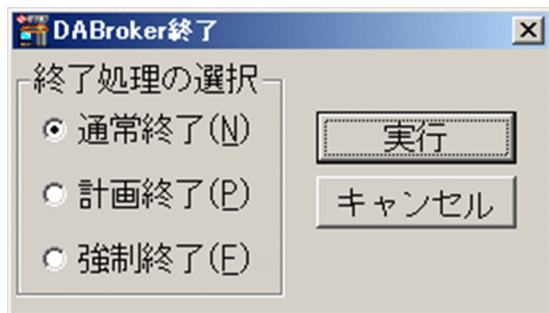 DABroker終了
終了処理の選択
通常終了(N)
計画終了(P)
強制終了(F)
実行
キャンセル